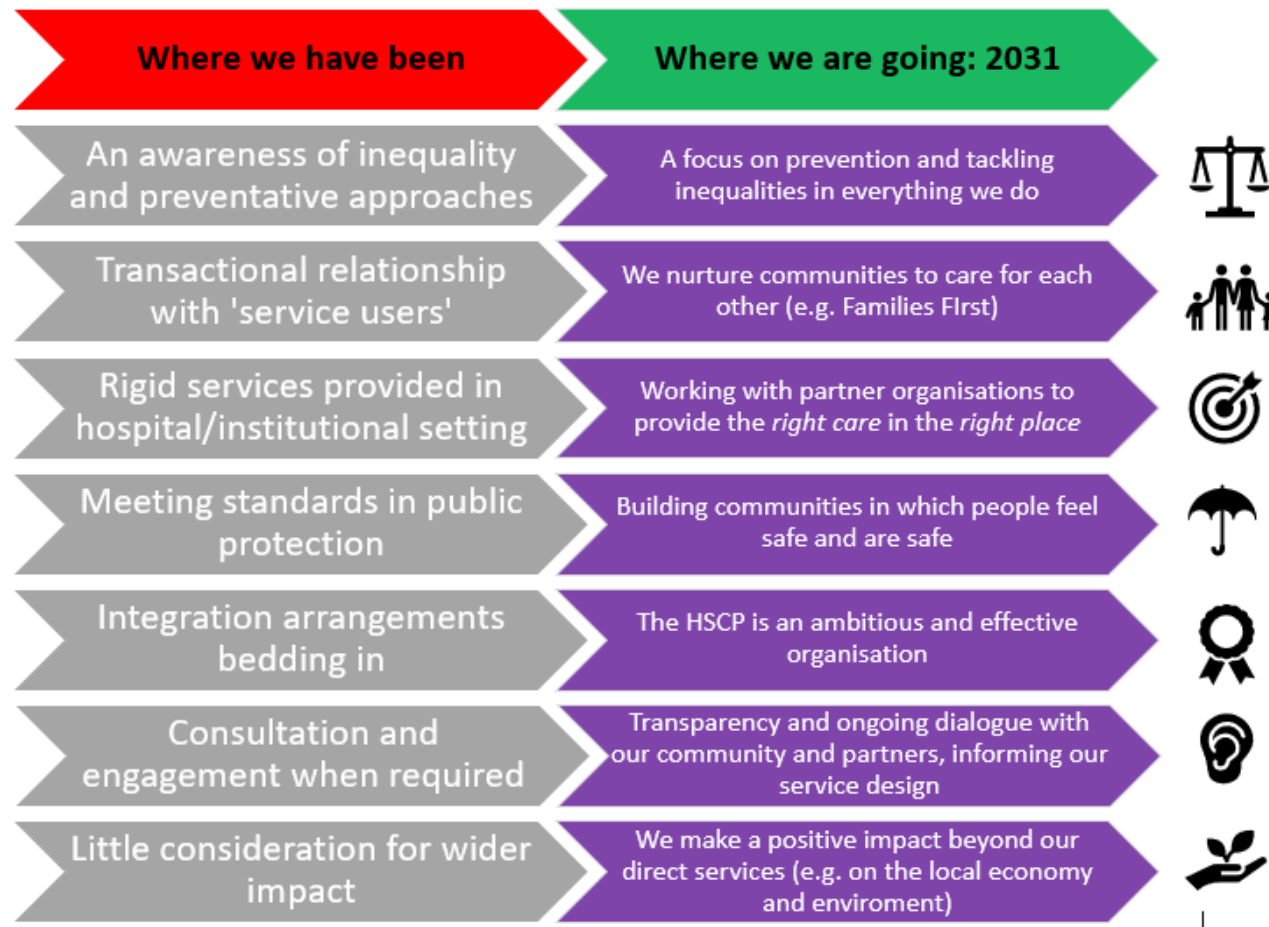 Where we have been
Where we are going: 2031
An awareness of inequality
and preventative approaches
A focus on prevention and tackling
inequalities in everything we do
Transactional relationship
with 'service users'
We nurture communities to care for each
other (e.g. Families FIrst)
Rigid services provided in
hospital/institutional setting
Working with partner organisations to
provide the right care in the right place
Meeting standards in public
protection
Building communities in which people feel
safe and are safe
Integration arrangements
bedding in
The HSCP is an ambitious and effective
organisation
Consultation and
engagement when required
Transparency and ongoing dialogue with
our community and partners, informing our
service design
Little consideration for wider
impact
We make a positive impact beyond our
direct services (e.g. on the local economy
and enviroment)